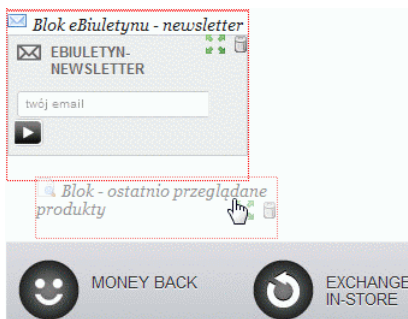 Blok eBiuletynu - newsletter
EBIULETYN-
NEWSLETTER
twój email
Blok - ostatnio przeglądane
produkty
MONEY BACK
EXCHANGE
IN-STORE